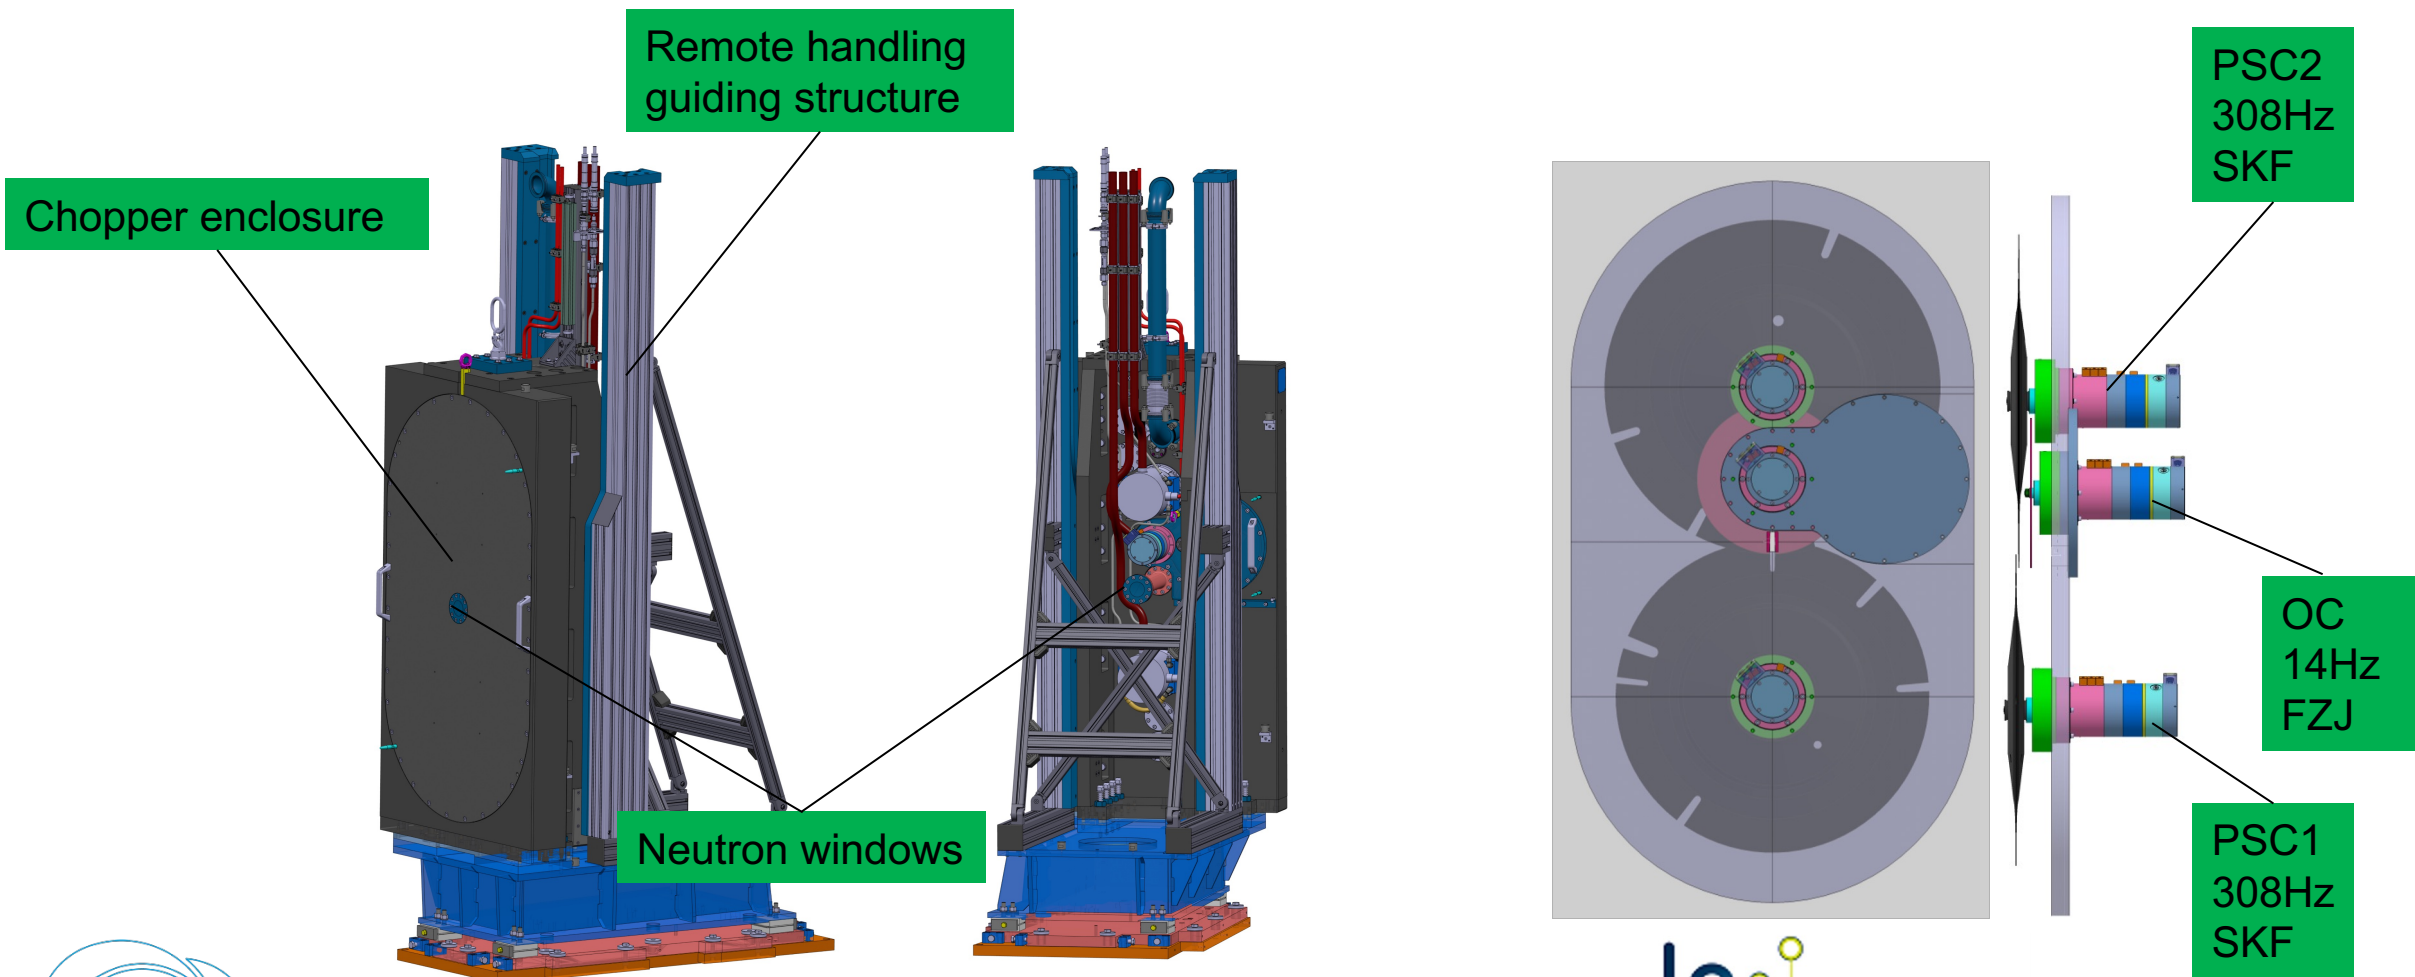 Remote handling
guiding structure
Chopper enclosure
Neutron windows
PSC2
308Hz
SKF
OC
14Hz
FZJ
PSC1
308Hz
SKF